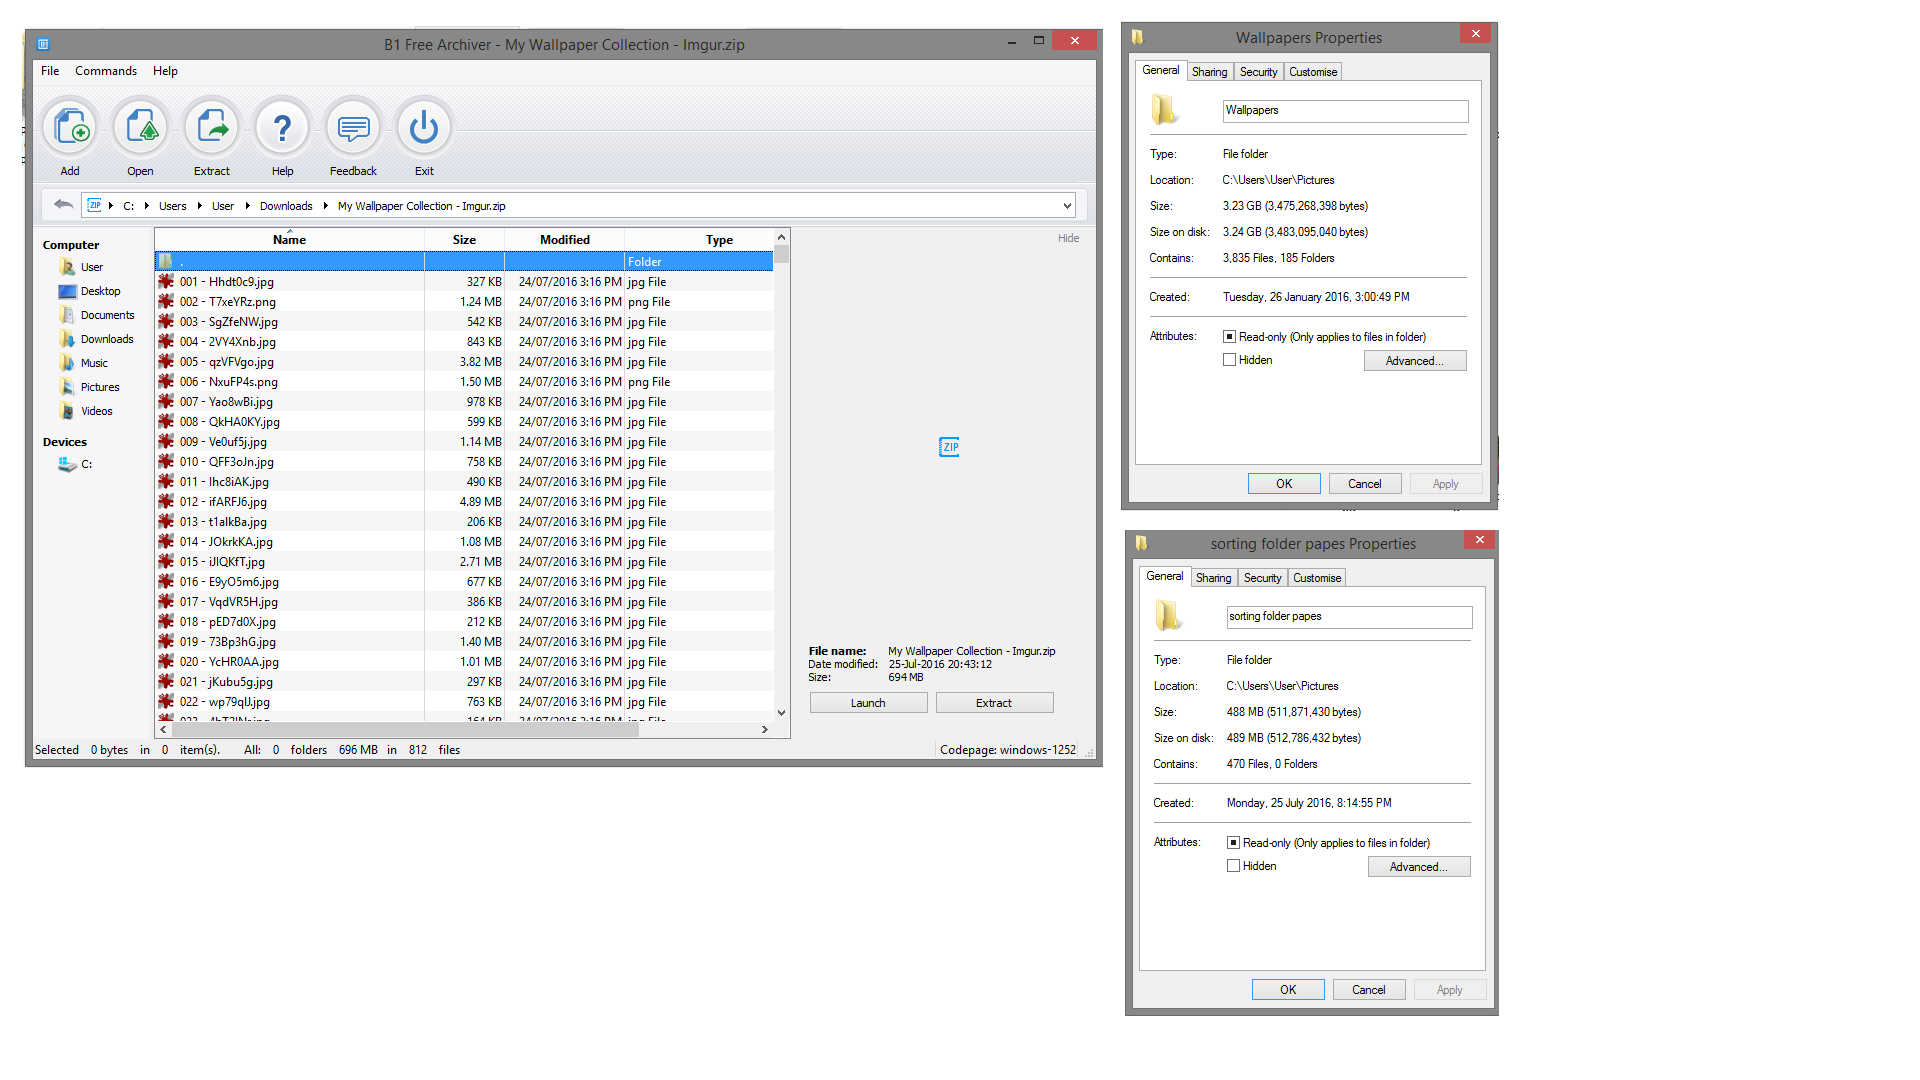 B1 Free Archiver - My Wallpaper Collection - Imgur.zip
File Commands Help
Add Open Extract Help Feedback Exit
ZIP C: Users User Downloads My Wallpaper Collection - Imgur.zip
Computer
User
Desktop
Documents
Downloads
Music
Pictures
Videos
Devices
C:
Name Size Modified Type
. Folder
001 - Hhdt0c9.jpg 327 KB 24/07/2016 3:16 PM jpg File
002 - T7xeYRz.png 1.24 MB 24/07/2016 3:16 PM png File
003 - SgZfeNW.jpg 542 KB 24/07/2016 3:16 PM jpg File
004 - 2VY4Xnb.jpg 843 KB 24/07/2016 3:16 PM jpg File
005 - qzVFVgo.jpg 3.82 MB 24/07/2016 3:16 PM jpg File
006 - NxuFP4s.png 1.50 MB 24/07/2016 3:16 PM png File
007 - Yao8wBi.jpg 978 KB 24/07/2016 3:16 PM jpg File
008 - QkHA0KY.jpg 599 KB 24/07/2016 3:16 PM jpg File
009 - Ve0uf5j.jpg 1.14 MB 24/07/2016 3:16 PM jpg File
010 - QFF3oJn.jpg 758 KB 24/07/2016 3:16 PM jpg File
011 - Ihc8iAK.jpg 490 KB 24/07/2016 3:16 PM jpg File
012 - ifARFJ6.jpg 4.89 MB 24/07/2016 3:16 PM jpg File
013 - t1alkBa.jpg 206 KB 24/07/2016 3:16 PM jpg File
014 - JOkrkKA.jpg 1.08 MB 24/07/2016 3:16 PM jpg File
015 - iJIQKfT.jpg 2.71 MB 24/07/2016 3:16 PM jpg File
016 - E9yO5m6.jpg 677 KB 24/07/2016 3:16 PM jpg File
017 - VqdVR5H.jpg 386 KB 24/07/2016 3:16 PM jpg File
018 - pED7d0X.jpg 212 KB 24/07/2016 3:16 PM jpg File
019 - 73Bp3hG.jpg 1.40 MB 24/07/2016 3:16 PM jpg File
020 - YcHR0AA.jpg 1.01 MB 24/07/2016 3:16 PM jpg File
021 - jKubu5g.jpg 297 KB 24/07/2016 3:16 PM jpg File
022 - wp79qlJ.jpg 763 KB 24/07/2016 3:16 PM jpg File
Hide
ZIP
File name: My Wallpaper Collection - Imgur.zip
Date modified: 25-Jul-2016 20:43:12
Size: 694 MB
Launch Extract
Selected 0 bytes in 0 item(s). All: 0 folders 696 MB in 812 files
Codepage: windows-1252
Wallpapers Properties
General Sharing Security Customise
Wallpapers
Type: File folder
Location: C:\Users\User\Pictures
Size: 3.23 GB (3,475,268,398 bytes)
Size on disk: 3.24 GB (3,483,095,040 bytes)
Contains: 3,835 Files, 185 Folders
Created: Tuesday, 26 January 2016, 3:00:49 PM
Attributes: Read-only (Only applies to files in folder)
Hidden Advanced...
OK Cancel Apply
sorting folder papes Properties
General Sharing Security Customise
sorting folder papes
Type: File folder
Location: C:\Users\User\Pictures
Size: 488 MB (511,871,430 bytes)
Size on disk: 489 MB (512,786,432 bytes)
Contains: 470 Files, 0 Folders
Created: Monday, 25 July 2016, 8:14:55 PM
Attributes: Read-only (Only applies to files in folder)
Hidden Advanced...
OK Cancel Apply